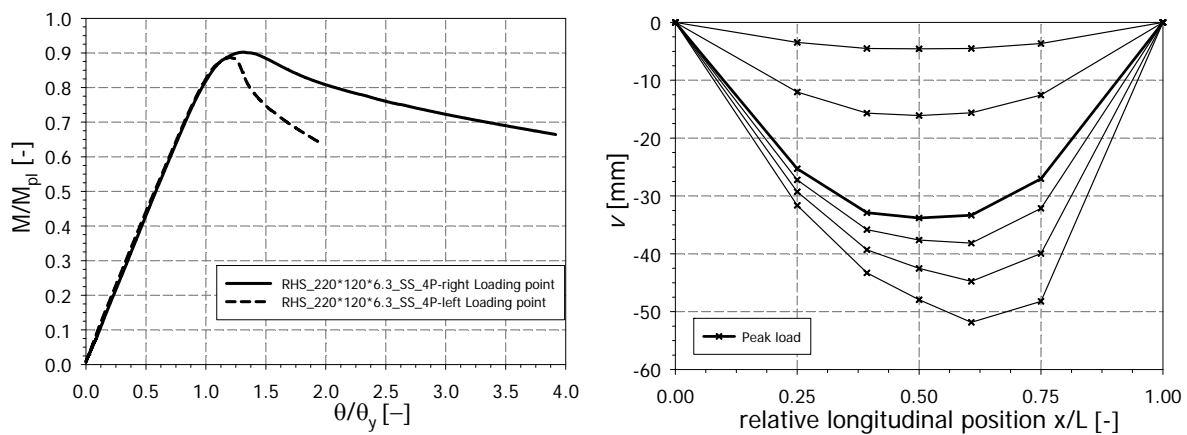 1.0
0.9
0.8
0.7
0.6
0.5
0.4
0.3
0.2
0.1
0.0
M/Mpl [-]
RHS_220*120*6.3_SS_4P-right Loading point
RHS_220*120*6.3_SS_4P-left Loading point
0.0 0.5 1.0 1.5 2.0 2.5 3.0 3.5 4.0
θ/θy [−]
0
-10
-20
-30
-40
-50
-60
ν [mm]
Peak load
0.00 0.25 0.50 0.75 1.00
relative longitudinal position x/L [-]